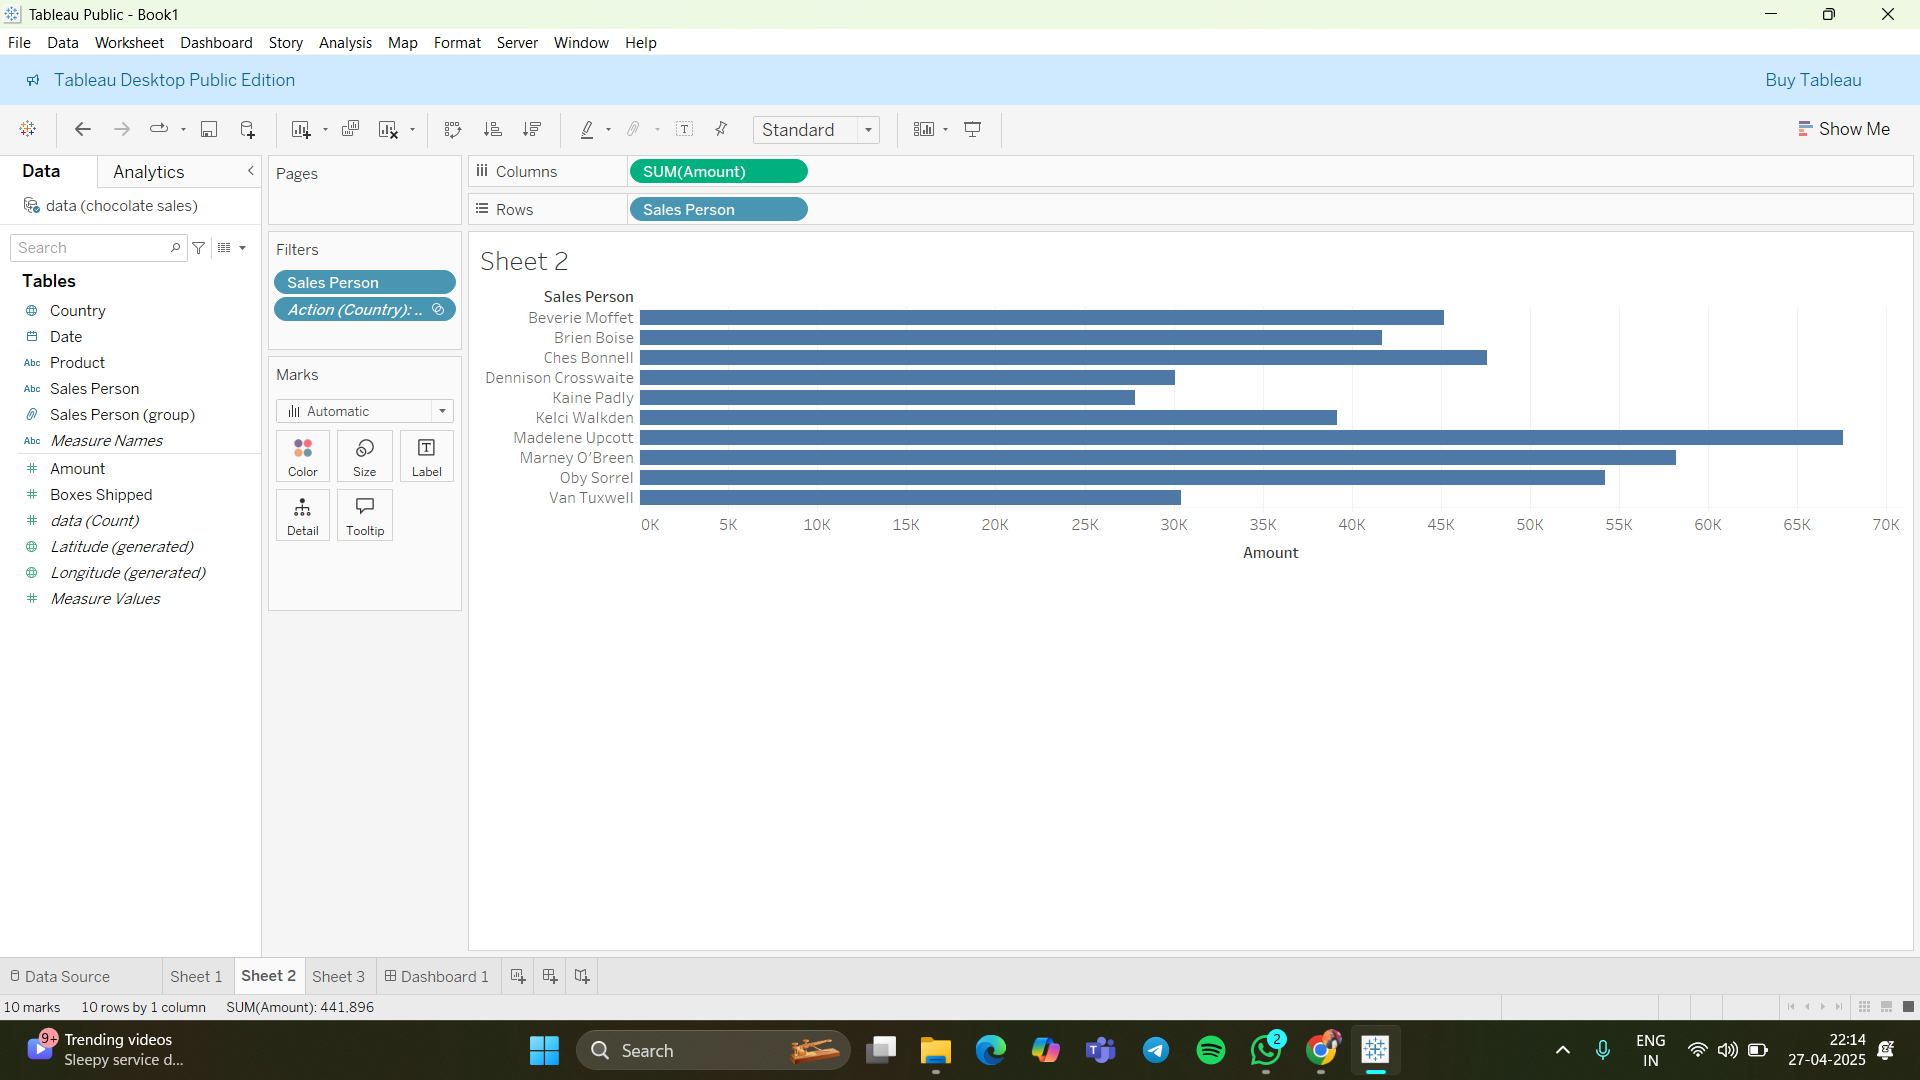 Tableau Public - Book1
File Data Worksheet Dashboard Story Analysis Map Format Server Window Help
Tableau Desktop Public Edition
Buy Tableau
Standard
Show Me
Data
Analytics
data (chocolate sales)
Search
Tables
Country
Date
Abc Product
Abc Sales Person
Sales Person (group)
Abc Measure Names
Amount
Boxes Shipped
data (Count)
Latitude (generated)
Longitude (generated)
Measure Values
Pages
Filters
Sales Person
Action (Country): ..
Marks
Automatic
Color
Size
Label
Detail
Tooltip
Columns
SUM(Amount)
Rows
Sales Person
Sheet 2
Sales Person
Beverie Moffet
Brien Boise
Ches Bonnell
Dennison Crosswaite
Kaine Padly
Kelci Walkden
Madelene Upcott
Marney O'Breen
Oby Sorrel
Van Tuxwell
0K 5K 10K 15K 20K 25K 30K 35K 40K 45K 50K 55K 60K 65K 70K
Amount
Data Source
Sheet 1
Sheet 2
Sheet 3
Dashboard 1
10 marks
10 rows by 1 column
SUM(Amount): 441,896
9+
Trending videos
Sleepy service d...
Search
2
ENG
IN
22:14
27-04-2025